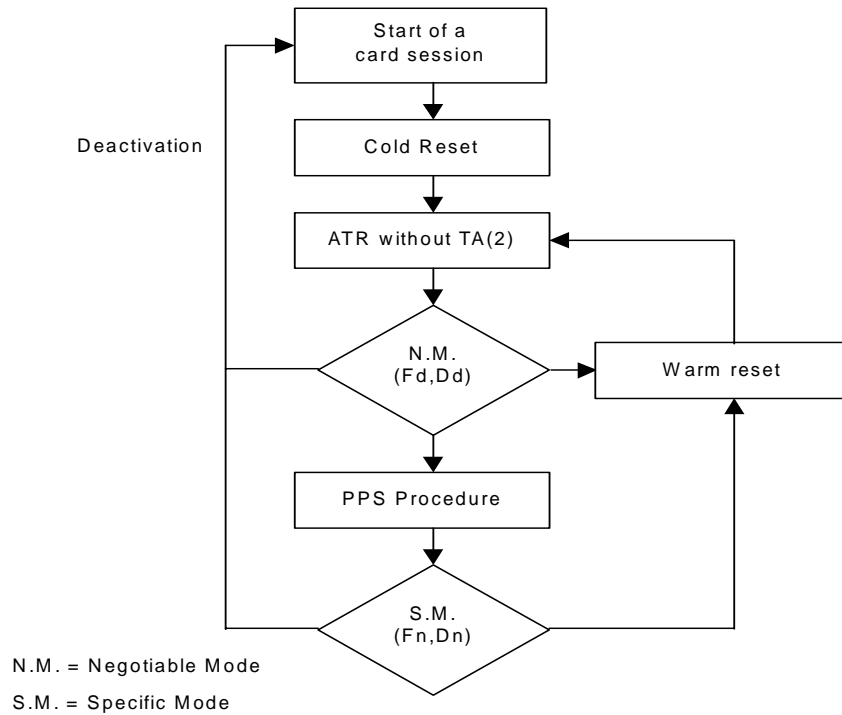 Start of a
card session
Deactivation
Cold Reset
ATR without TA(2)
N.M.
(Fd,Dd)
Warm reset
PPS Procedure
S.M.
(Fn,Dn)
N.M. = Negotiable Mode
S.M. = Specific Mode